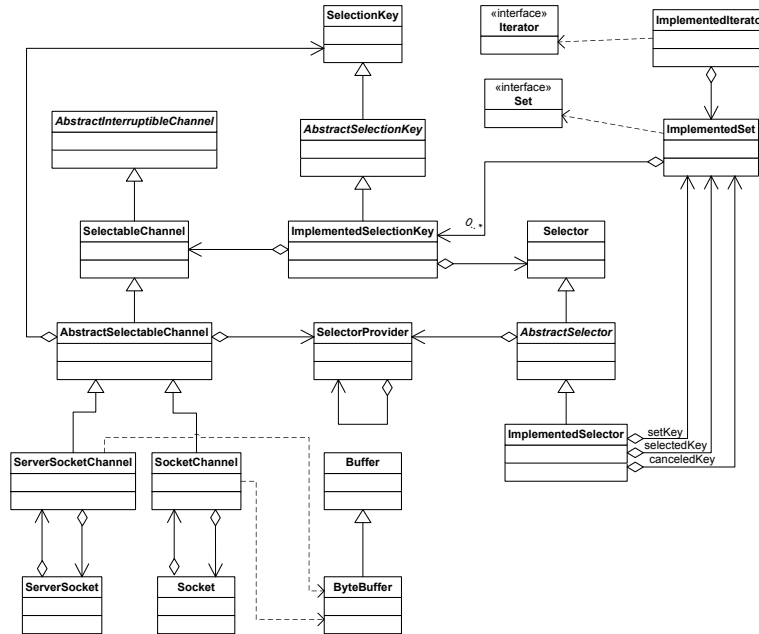 SelectionKey
«interface»
Iterator
ImplementedIterator
«interface»
Set
AbstractInterruptibleChannel
AbstractSelectionKey
ImplementedSet
SelectableChannel
ImplementedSelectionKey
0..*
Selector
AbstractSelectableChannel
SelectorProvider
AbstractSelector
ImplementedSelector
setKey
selectedKey
canceledKey
ServerSocketChannel
SocketChannel
Buffer
ServerSocket
Socket
ByteBuffer